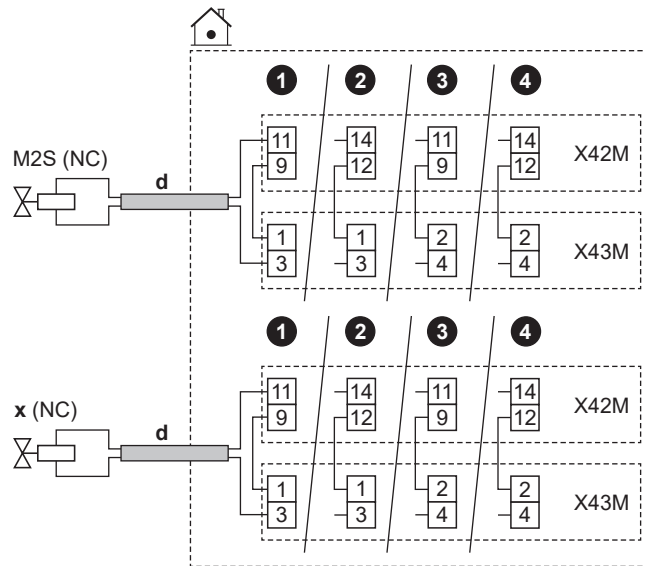 1 2 3 4
11 14 11 14
X42M
M2S (NC)
9 12 9 12
d
1 1 2 2
X43M
3 3 4 4
1 2 3 4
11 14 11 14
X42M
x (NC)
9 12 9 12
d
1 1 2 2
X43M
3 3 4 4